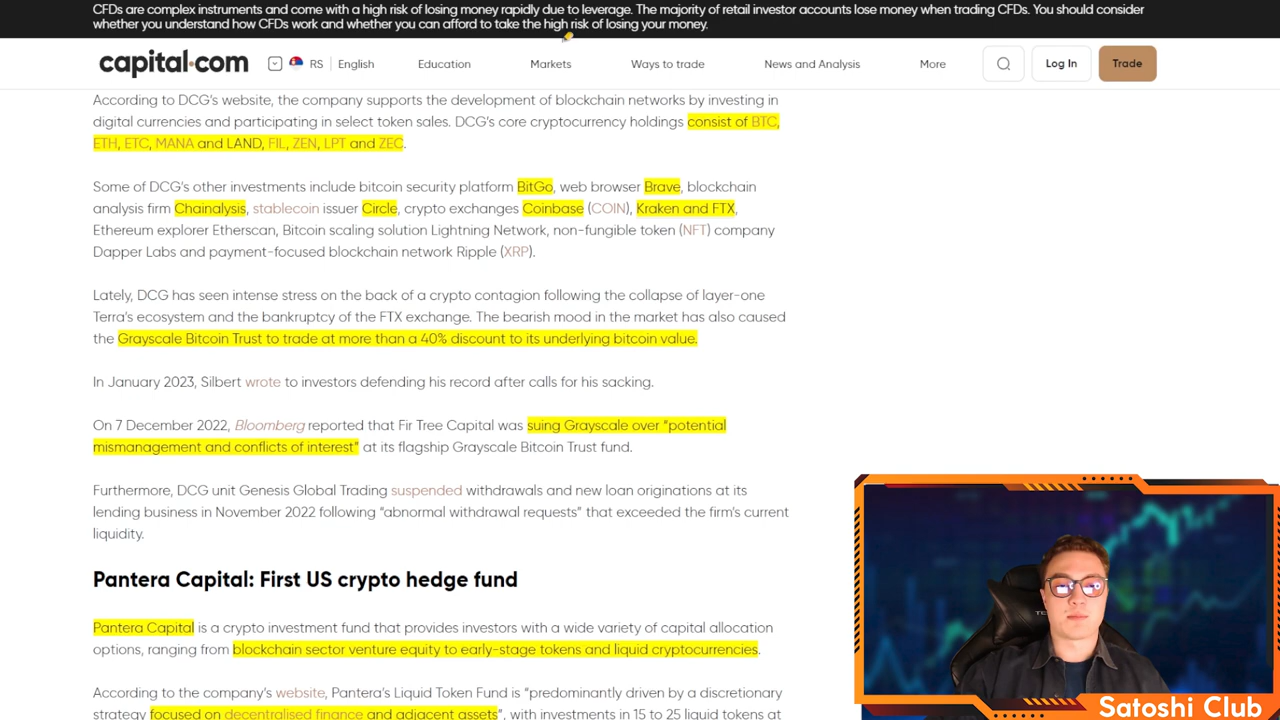 CFDs are complex instruments and come with a high risk of losing money rapidly due to leverage. The majority of retail investor accounts lose money when trading CFDs. You should consider
whether you understand how CFDs work and whether you can afford to take the high risk of losing your money.
capital·com
RS
English
Education
Markets
Ways to trade
News and Analysis
More
Log In
Trade
According to DCG's website, the company supports the development of blockchain networks by investing in
digital currencies and participating in select token sales. DCG's core cryptocurrency holdings consist of BTC,
ETH, ETC, MANA and LAND, FIL, ZEN, LPT and ZEC.
Some of DCG's other investments include bitcoin security platform BitGo, web browser Brave, blockchain
analysis firm Chainalysis, stablecoin issuer Circle, crypto exchanges Coinbase (COIN), Kraken and FTX,
Ethereum explorer Etherscan, Bitcoin scaling solution Lightning Network, non-fungible token (NFT) company
Dapper Labs and payment-focused blockchain network Ripple (XRP).
Lately, DCG has seen intense stress on the back of a crypto contagion following the collapse of layer-one
Terra's ecosystem and the bankruptcy of the FTX exchange. The bearish mood in the market has also caused
the Grayscale Bitcoin Trust to trade at more than a 40% discount to its underlying bitcoin value.
In January 2023, Silbert wrote to investors defending his record after calls for his sacking.
On 7 December 2022, Bloomberg reported that Fir Tree Capital was suing Grayscale over "potential
mismanagement and conflicts of interest" at its flagship Grayscale Bitcoin Trust fund.
Furthermore, DCG unit Genesis Global Trading suspended withdrawals and new loan originations at its
lending business in November 2022 following "abnormal withdrawal requests" that exceeded the firm's current
liquidity.
Pantera Capital: First US crypto hedge fund
Pantera Capital is a crypto investment fund that provides investors with a wide variety of capital allocation
options, ranging from blockchain sector venture equity to early-stage tokens and liquid cryptocurrencies.
According to the company's website, Pantera's Liquid Token Fund is "predominantly driven by a discretionary
strategy focused on decentralised finance and adjacent assets", with investments in 15 to 25 liquid tokens at
Satoshi Club